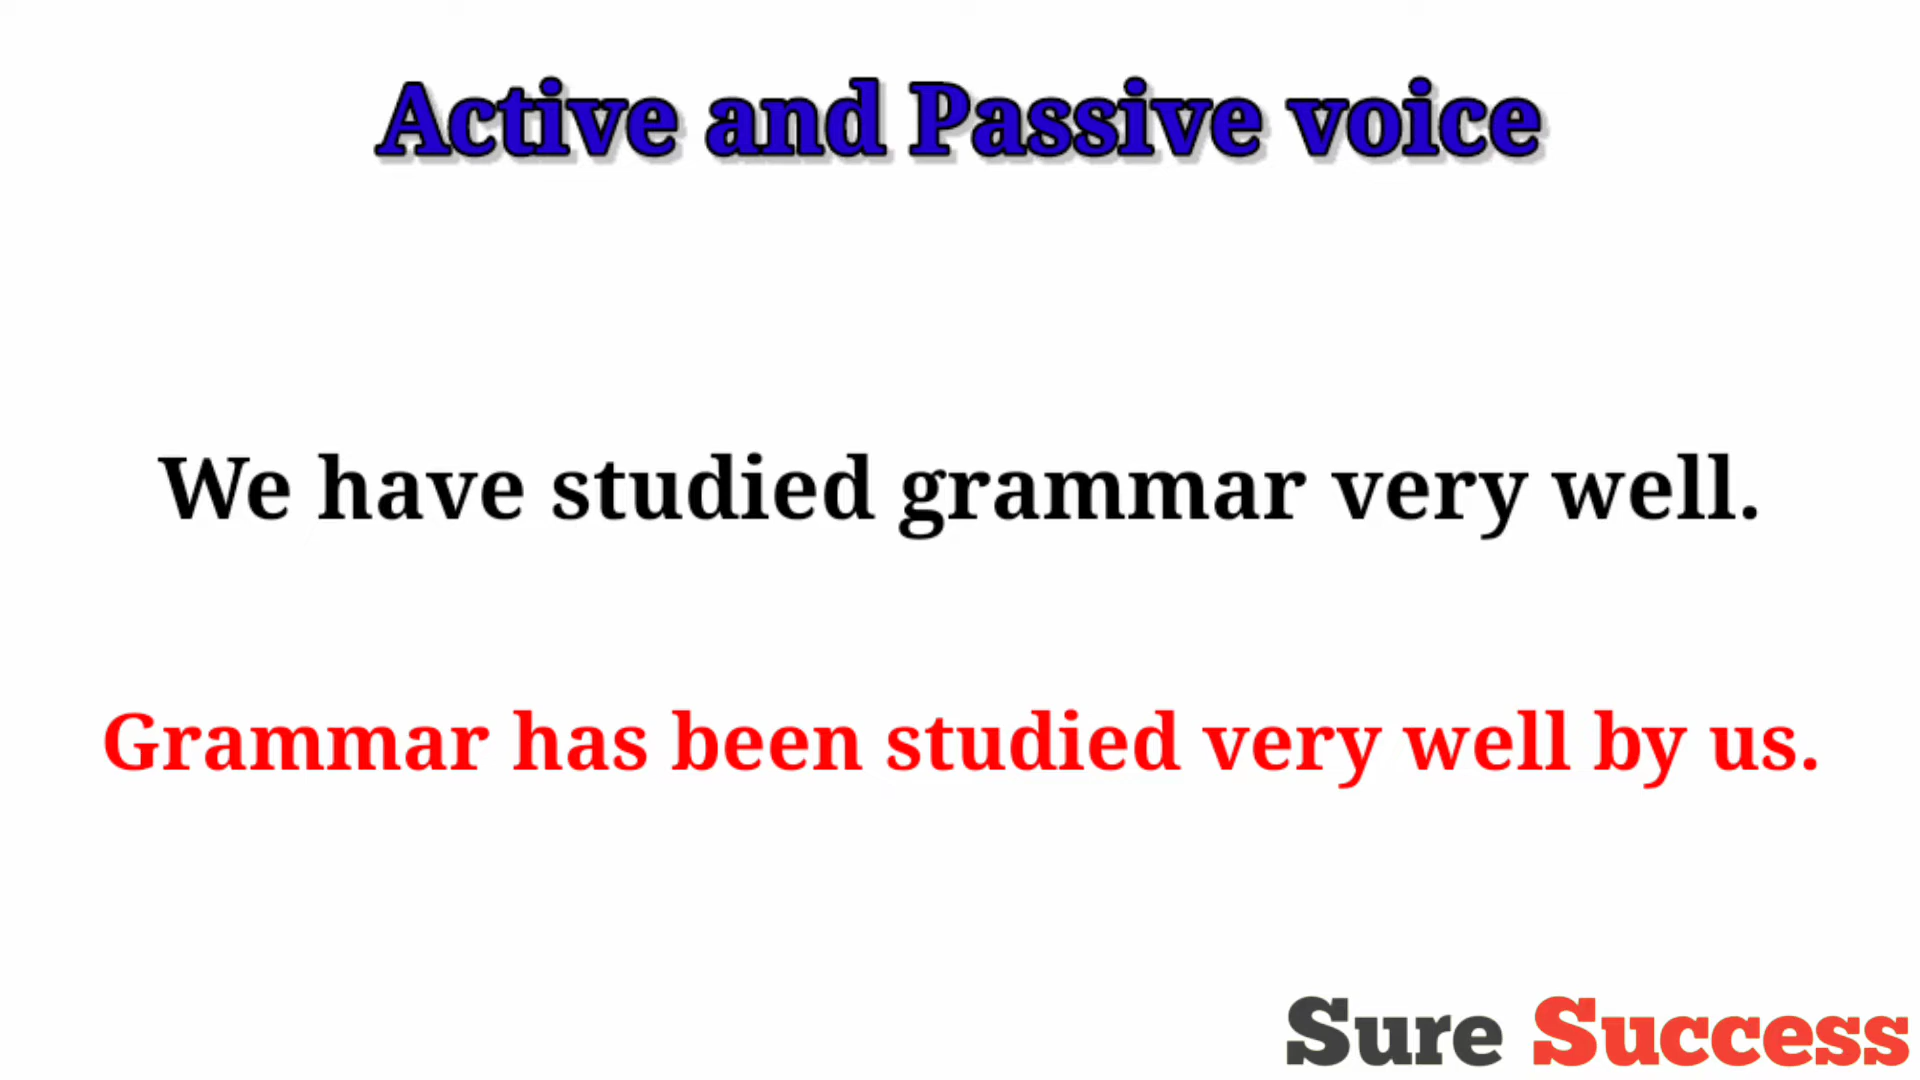 Active and Passive voice
We have studied grammar very well.
Grammar has been studied very well by us.
Sure Success